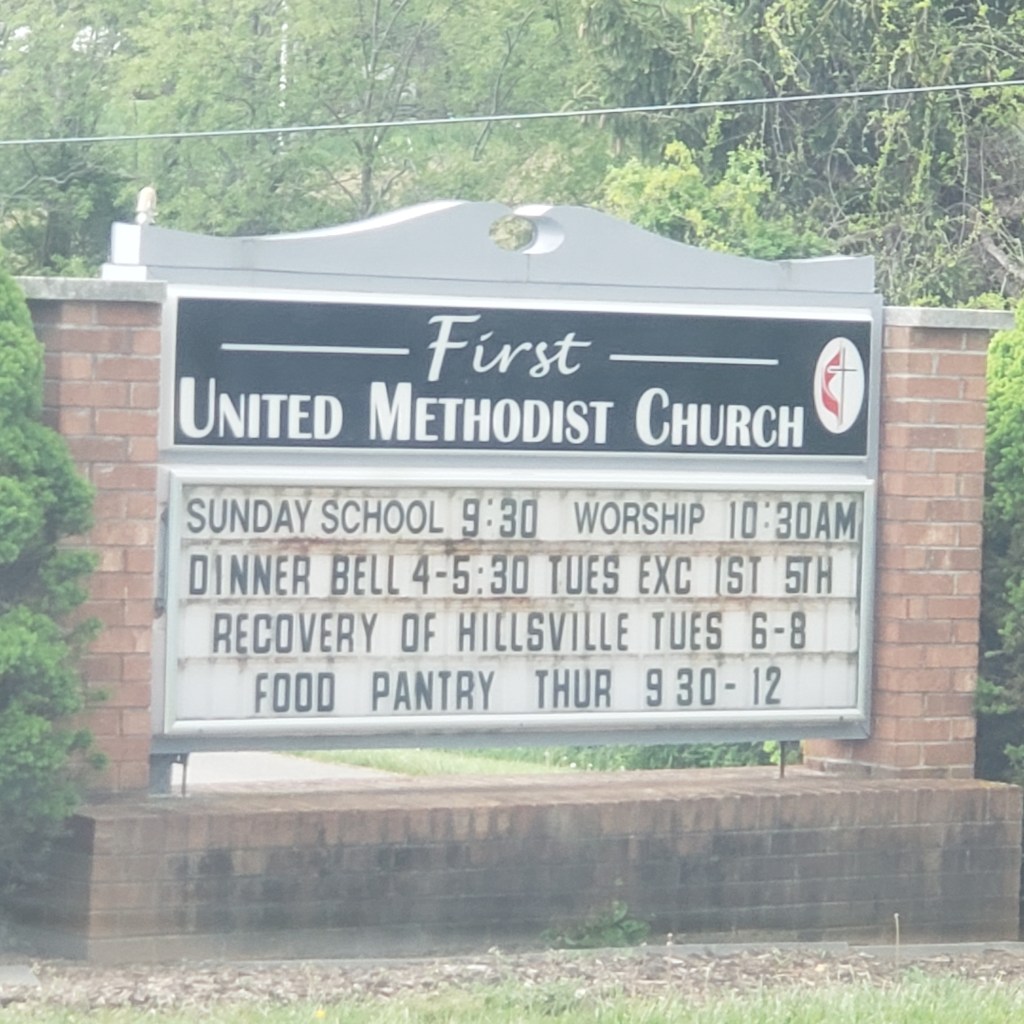 First
UNITED METHODIST CHURCH
SUNDAY SCHOOL 9:30 WORSHIP 10:30AM
DINNER BELL 4-5:30 TUES EXC 1ST 5TH
RECOVERY OF HILLSVILLE TUES 6-8
FOOD PANTRY THUR 9 30-12